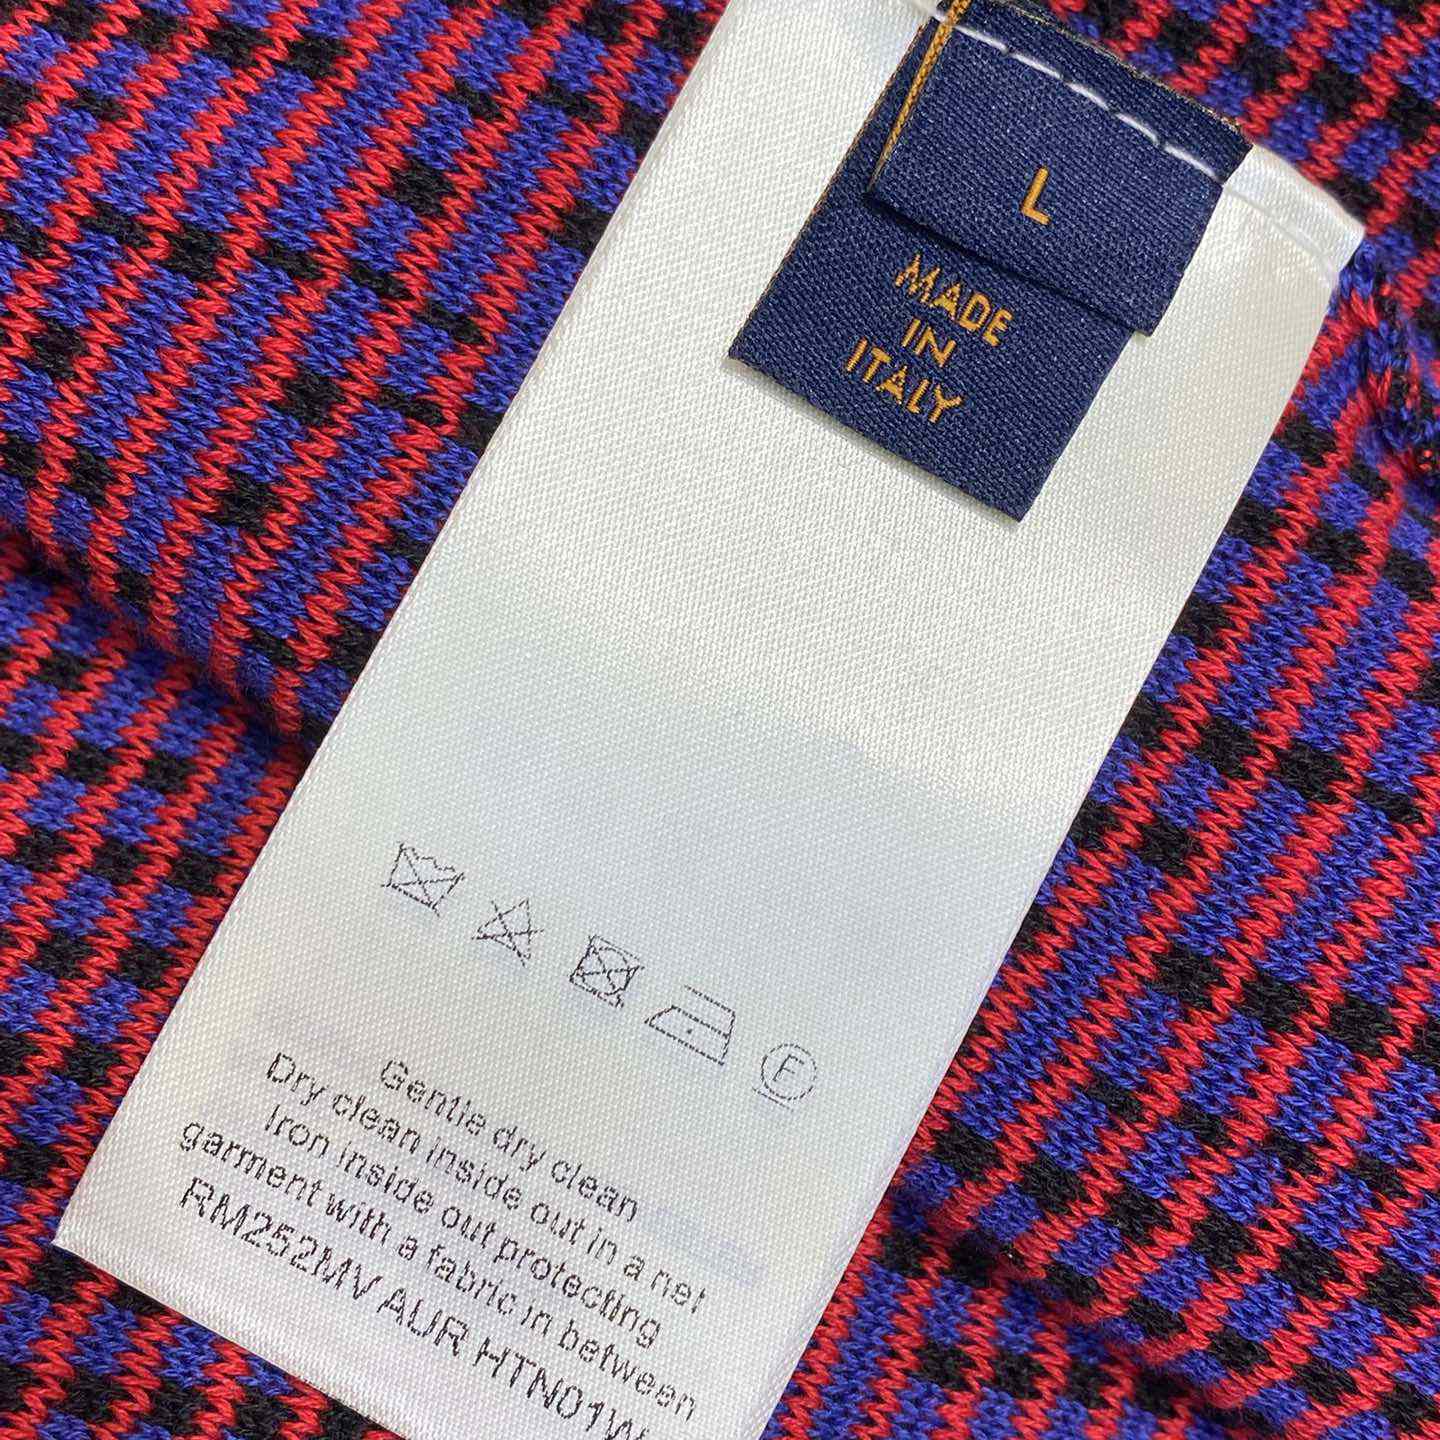 L
MADE
IN
ITALY
F
Gentle dry clean
Dry clean inside out in a net
Iron inside out protecting
garment with a fabric in between
RM252MV AUR HTN01W